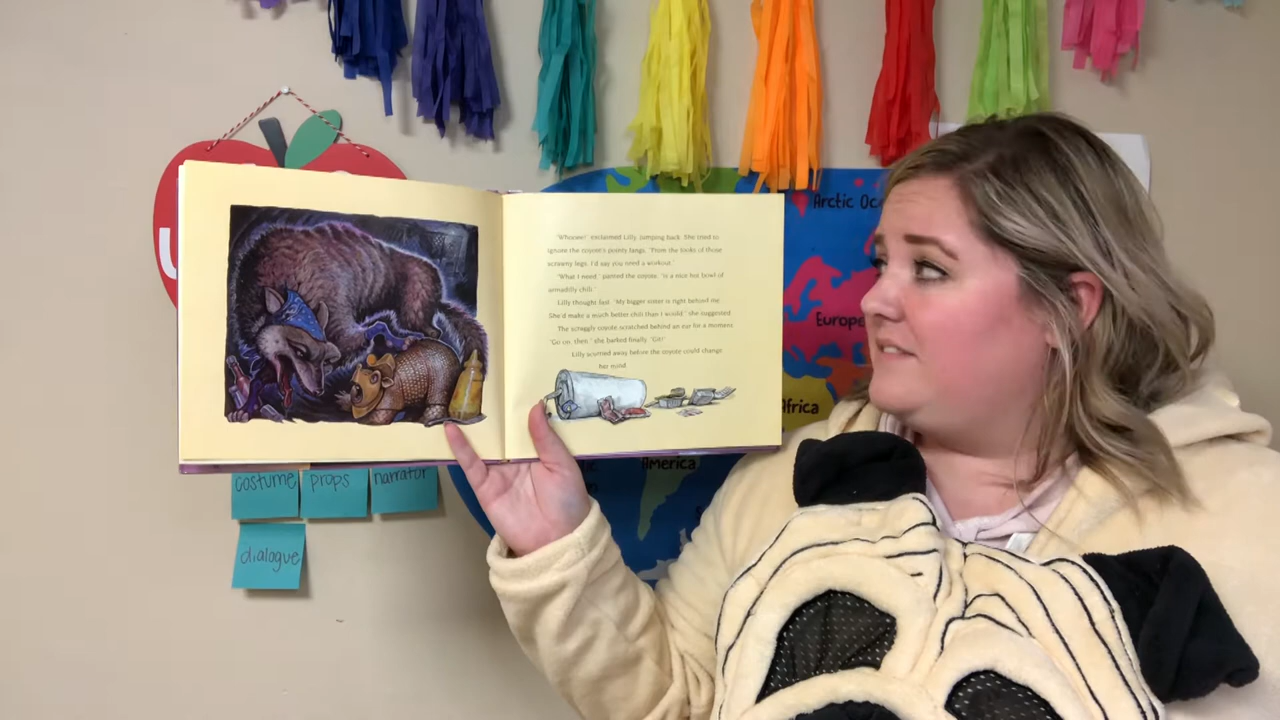 U
"Whooee!" exclaimed Lilly, jumping back. She tried to
ignore the coyote's pointy fangs. "From the looks of those
scrawny legs, I'd say you need a workout."
"What I need," panted the coyote, "is a nice hot bowl of
armadilly chili."
Lilly thought fast. "My bigger sister is right behind me.
She'd make a much better chili than I would," she suggested.
The scraggly coyote scratched behind an ear for a moment.
"Go on, then," she barked finally. "Git!"
Lilly scurried away before the coyote could change
her mind.
Arctic Oc
Europe
Africa
America
costume
props
narrator
dialogue